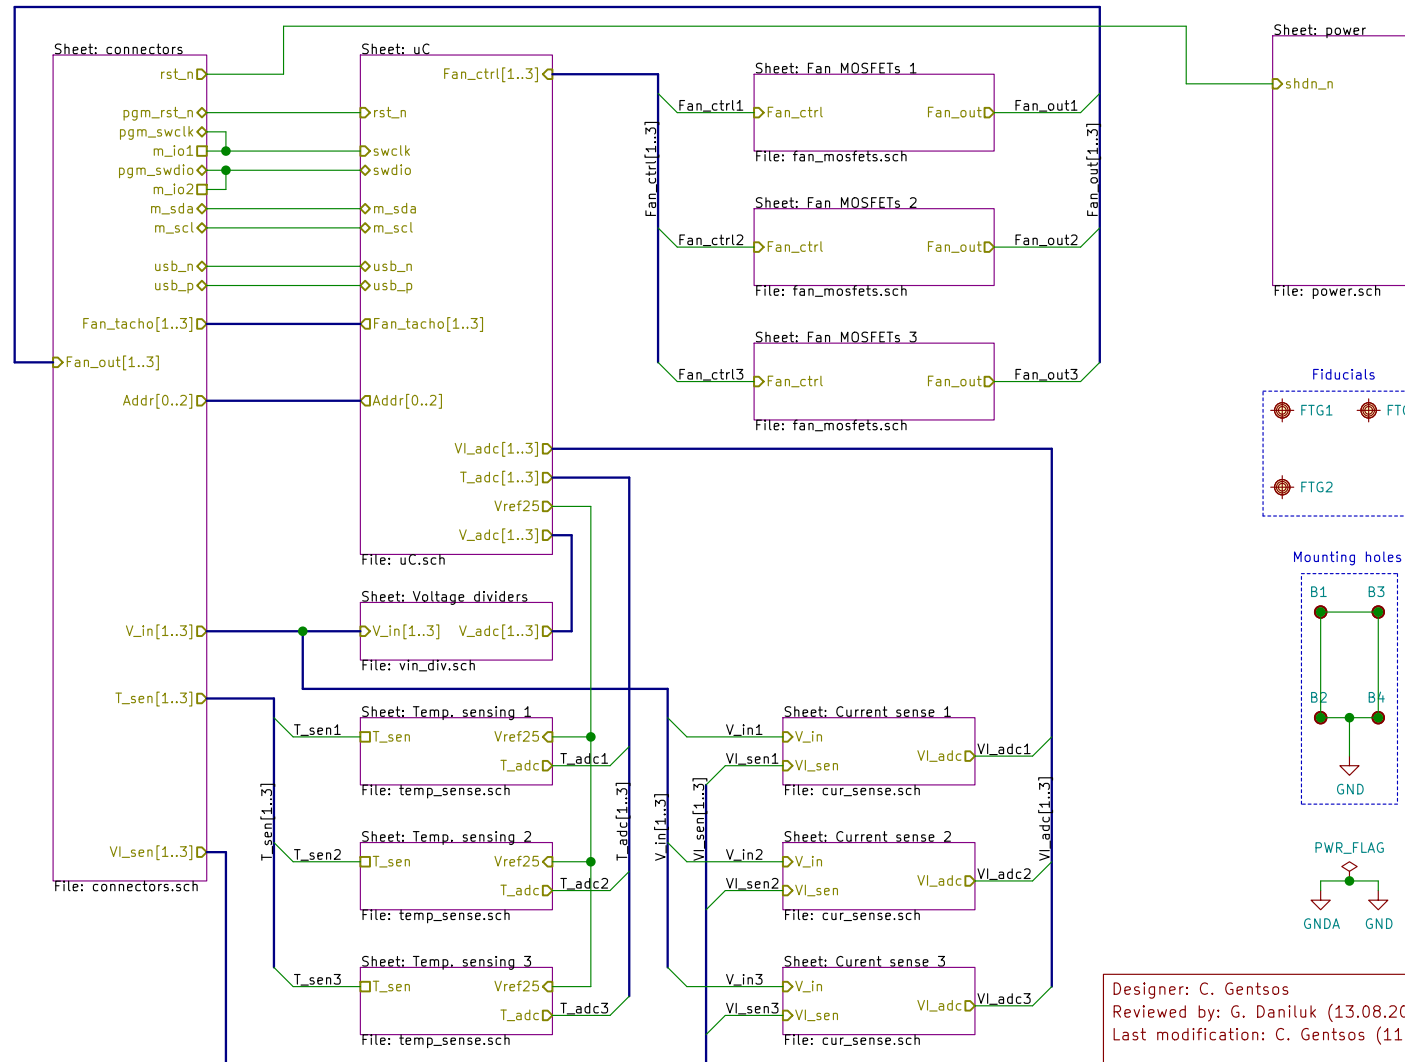 Sheet: connectors
rst_n
pgm_rst_n
pgm_swclk
m_io1
pgm_swdio
m_io2
m_sda
m_scl
usb_n
usb_p
Fan_tacho[1..3]
Fan_out[1..3]
Addr[0..2]
V_in[1..3]
T_sen[1..3]
VI_sen[1..3]
File: connectors.sch
Sheet: uC
Fan_ctrl[1..3]
rst_n
swclk
swdio
m_sda
m_scl
usb_n
usb_p
Fan_tacho[1..3]
Addr[0..2]
VI_adc[1..3]
T_adc[1..3]
Vref25
V_adc[1..3]
File: uC.sch
Sheet: Voltage dividers
V_in[1..3] V_adc[1..3]
File: vin_div.sch
T_sen[1..3]
Sheet: Temp. sensing 1
T_sen1 T_sen Vref25
T_adc T_adc1
File: temp_sense.sch
Sheet: Temp. sensing 2
T_sen2 T_sen Vref25
T_adc T_adc2
File: temp_sense.sch
Sheet: Temp. sensing 3
T_sen3 T_sen Vref25
T_adc T_adc3
File: temp_sense.sch
T_adc[1..3]
Fan_ctrl[1..3]
Sheet: Fan MOSFETs 1
Fan_ctrl1 Fan_ctrl Fan_out Fan_out1
File: fan_mosfets.sch
Sheet: Fan MOSFETs 2
Fan_ctrl2 Fan_ctrl Fan_out Fan_out2
File: fan_mosfets.sch
Sheet: Fan MOSFETs 3
Fan_ctrl3 Fan_ctrl Fan_out Fan_out3
File: fan_mosfets.sch
Fan_out[1..3]
V_in[1..3]
VI_sen[1..3]
Sheet: Current sense 1
V_in1 V_in
VI_sen1 VI_sen VI_adc VI_adc1
File: cur_sense.sch
Sheet: Current sense 2
V_in2 V_in
VI_sen2 VI_sen VI_adc VI_adc2
File: cur_sense.sch
Sheet: Curent sense 3
V_in3 V_in
VI_sen3 VI_sen VI_adc VI_adc3
File: cur_sense.sch
VI_adc[1..3]
Sheet: power
shdn_n
File: power.sch
Fiducials
FTG1
FTG2
Mounting holes
B1 B3
B2 B4
GND
PWR_FLAG
GNDA GND
Designer: C. Gentsos
Reviewed by: G. Daniluk (13.08.20
Last modification: C. Gentsos (11